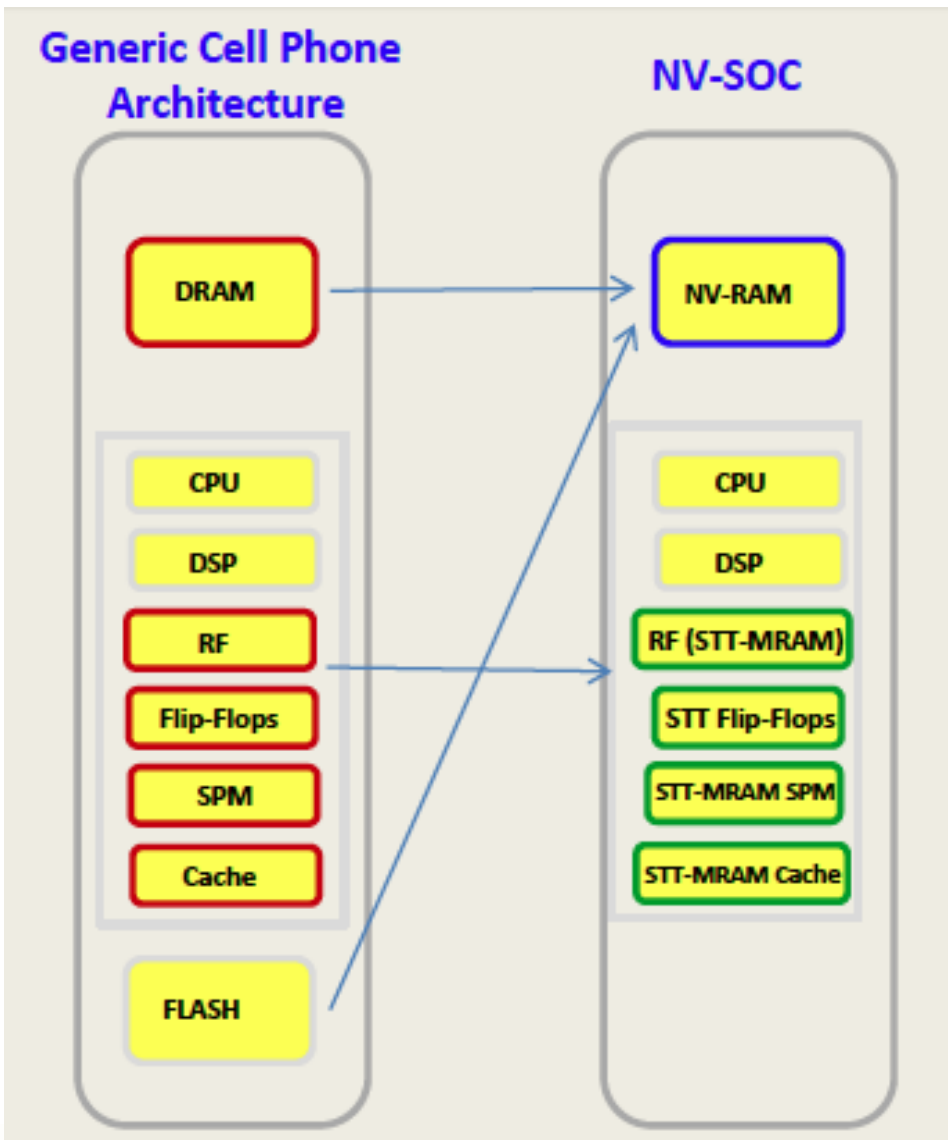 Generic Cell Phone
Architecture
DRAM
CPU
DSP
RF
Flip-Flops
SPM
Cache
FLASH
NV-SOC
NV-RAM
CPU
DSP
RF (STT-MRAM)
STT Flip-Flops
STT-MRAM SPM
STT-MRAM Cache